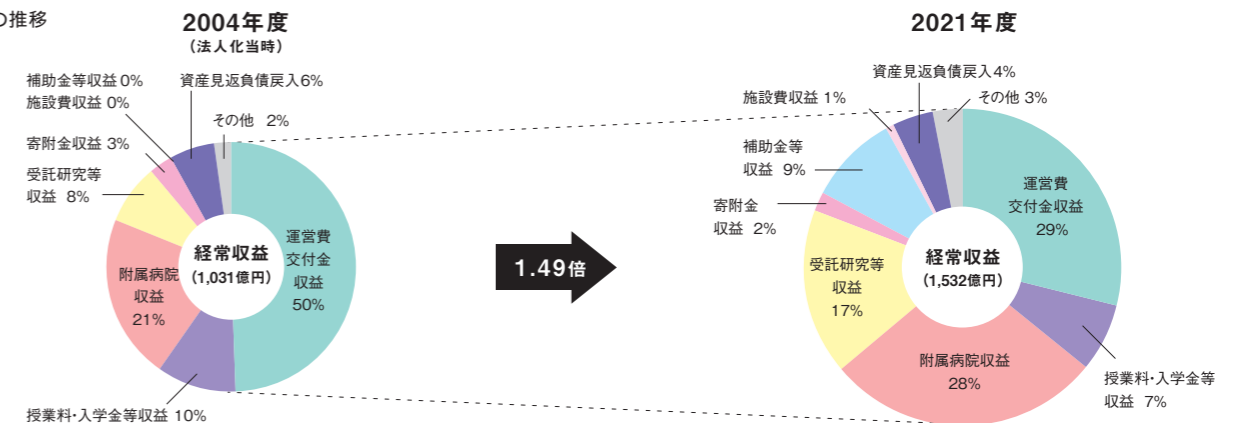 の推移
2004年度
（法人化当時）
補助金等収益 0%
施設費収益 0%
資産見返負債戻入6%
その他 2%
寄附金収益 3%
受託研究等
収益 8%
附属病院
収益
21%
経常収益
（1,031億円）
運営費
交付金
収益
50%
授業料・入学金等収益 10%
1.49倍
2021年度
資産見返負債戻入4%
施設費収益 1%
その他 3%
補助金等
収益 9%
寄附金
収益 2%
受託研究等
収益
17%
経常収益
（1,532億円）
運営費
交付金収益
29%
附属病院収益
28%
授業料・入学金等
収益 7%